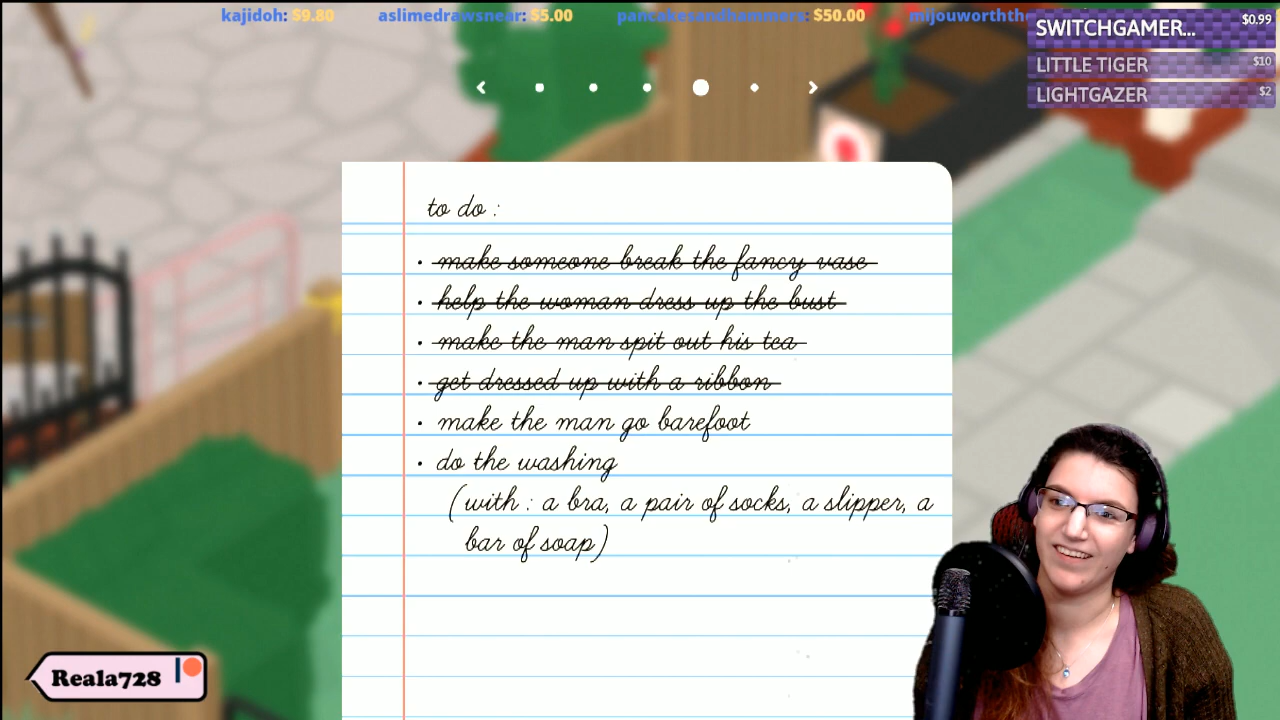 kajidoh: $9.80 aslimedrawsnear: $5.00 pancakesandhammers: $50.00 mijouworthth
SWITCHGAMER... $0.99
LITTLE TIGER $10
LIGHTGAZER $2
to do :
• make someone break the fancy vase
• help the woman dress up the bust
• make the man spit out his tea
• get dressed up with a ribbon
• make the man go barefoot
• do the washing
(with : a bra, a pair of socks, a slipper, a
bar of soap)
Reala728